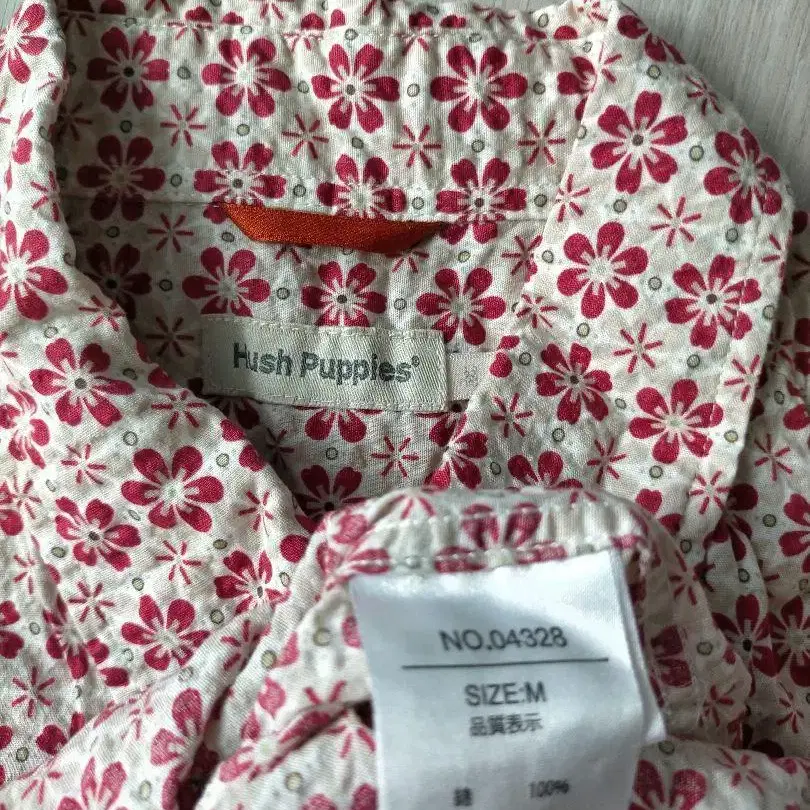 Hush Puppies®
NO.04328
SIZE:M
品質表示
100%